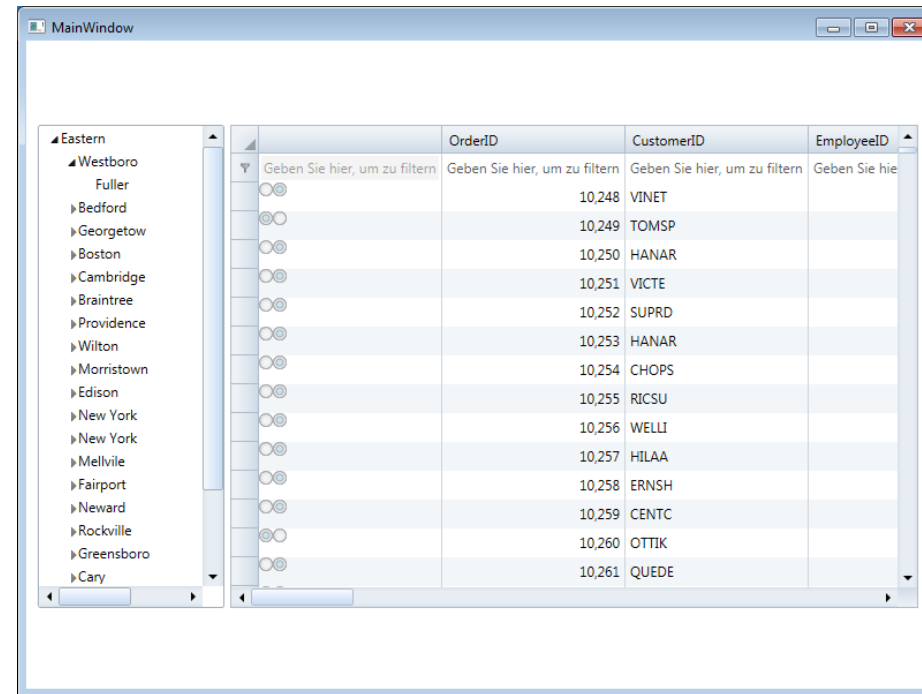 MainWindow
Eastern
Westboro
Fuller
Bedford
Georgetow
Boston
Cambridge
Braintree
Providence
Wilton
Morristown
Edison
New York
New York
Mellvile
Fairport
Neward
Rockville
Greensboro
Cary
OrderID CustomerID EmployeeID
Geben Sie hier, um zu filtern Geben Sie hier, um zu filtern Geben Sie hier, um zu filtern Geben Sie hie
10,248 VINET
10,249 TOMSP
10,250 HANAR
10,251 VICTE
10,252 SUPRD
10,253 HANAR
10,254 CHOPS
10,255 RICSU
10,256 WELLI
10,257 HILAA
10,258 ERNSH
10,259 CENTC
10,260 OTTIK
10,261 QUEDE